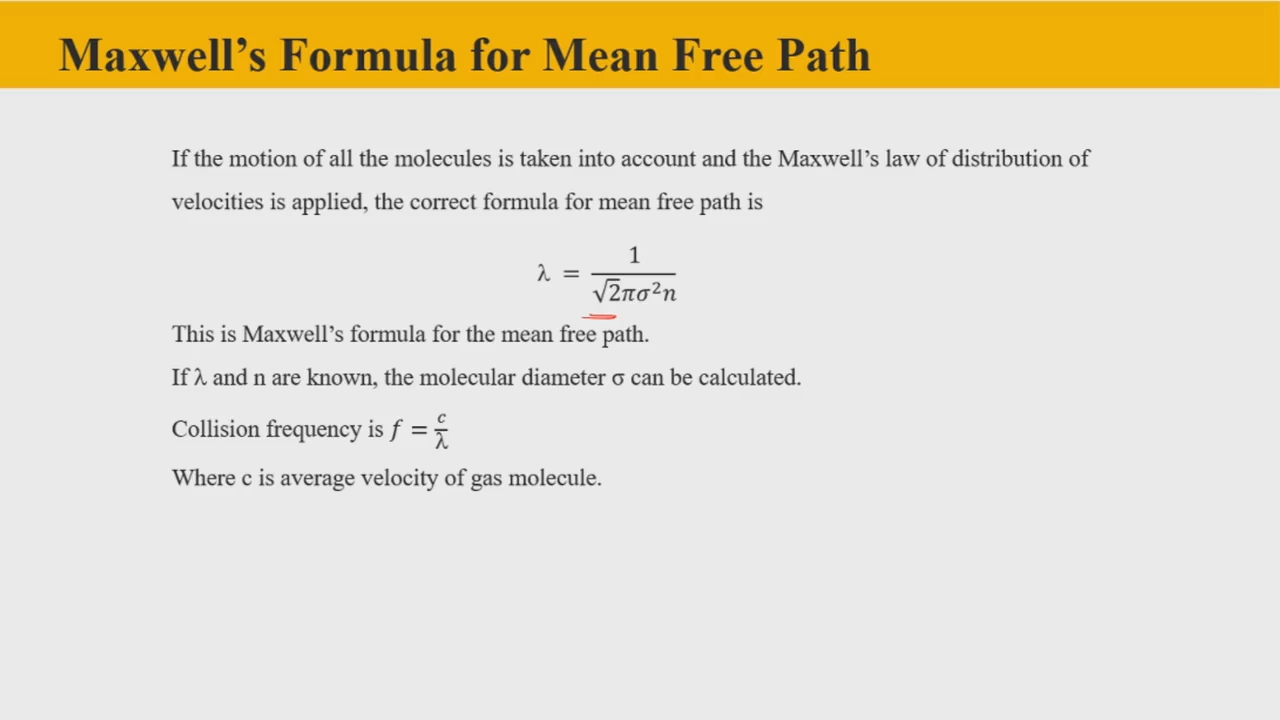 Maxwell’s Formula for Mean Free Path
If the motion of all the molecules is taken into account and the Maxwell’s law of distribution of
velocities is applied, the correct formula for mean free path is
λ = 1/(√2πσ²n)
This is Maxwell’s formula for the mean free path.
If λ and n are known, the molecular diameter σ can be calculated.
Collision frequency is f = c/λ
Where c is average velocity of gas molecule.